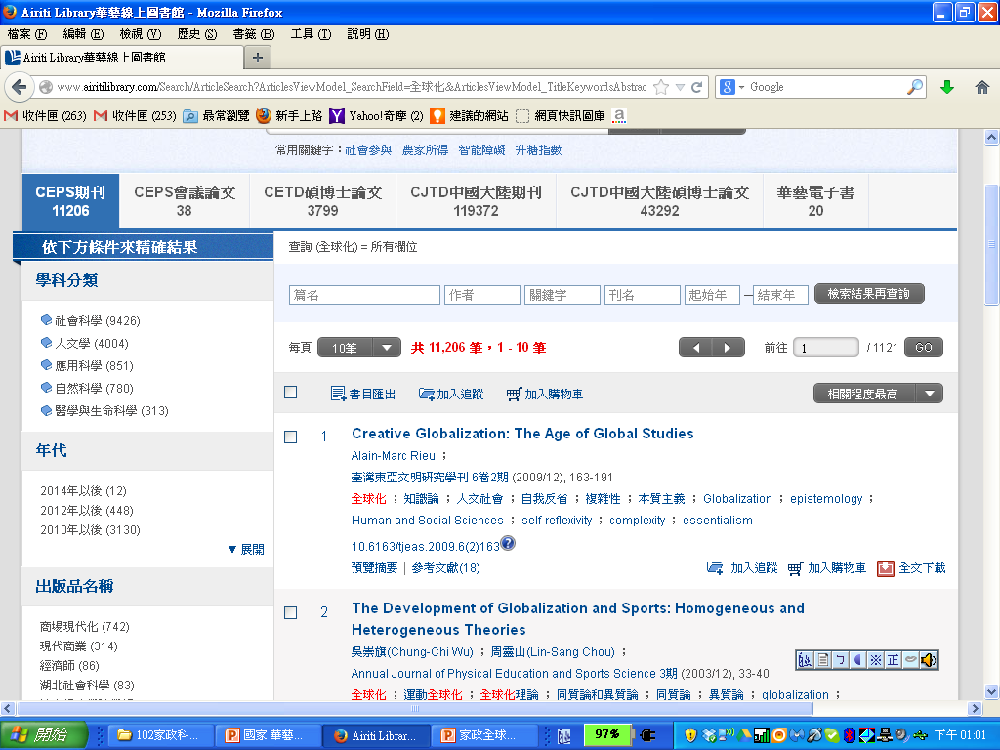 Airiti Library華藝線上圖書館 - Mozilla Firefox
檔案 (F) 編輯 (E) 檢視 (V) 歷史 (S) 書籤 (B) 工具 (T) 說明 (H)
Airiti Library華藝線上圖書館
www.airitilibrary.com/Search/ArticleSearch?ArticlesViewModel_SearchField=全球化&ArticlesViewModel_TitleKeywordsAbstrac
Google
收件匣 (263) 收件匣 (253) 最常瀏覽 新手上路 Yahoo!奇摩 (2) 建議的網站 網頁快訊圖庫
常用關鍵字：社會參與 農家所得 智能障礙 升糖指數
CEPS期刊 11206
CEPS會議論文 38
CETD碩博士論文 3799
CJTD中國大陸期刊 119372
CJTD中國大陸碩博士論文 43292
華藝電子書 20
依下方條件來精確結果
學科分類
社會科學 (9426)
人文學 (4004)
應用科學 (851)
自然科學 (780)
醫學與生命科學 (313)
年代
2014年以後 (12)
2012年以後 (448)
2010年以後 (3130)
▼ 展開
出版品名稱
商場現代化 (742)
現代商業 (314)
經濟師 (86)
湖北社會科學 (83)
查詢 (全球化) = 所有欄位
篇名 作者 關鍵字 刊名 起始年 — 結束年 檢索結果再查詢
每頁 10筆 共 11,206 筆，1 - 10 筆 前往 1 / 1121 GO
書目匯出 加入追蹤 加入購物車 相關程度最高
1 Creative Globalization: The Age of Global Studies
Alain-Marc Rieu ；
臺灣東亞文明研究學刊 6卷2期 (2009/12), 163-191
全球化 ； 知識論 ； 人文社會 ； 自我反省 ； 複雜性 ； 本質主義 ； Globalization ； epistemology ；
Human and Social Sciences ； self-reflexivity ； complexity ； essentialism
10.6163/tjeas.2009.6(2)163
預覽摘要 | 參考文獻(18)
加入追蹤 加入購物車 全文下載
2 The Development of Globalization and Sports: Homogeneous and
Heterogeneous Theories
吳崇旗(Chung-Chi Wu) ； 周靈山(Lin-Sang Chou) ；
Annual Journal of Physical Education and Sports Science 3期 (2003/12), 33-40
全球化 ； 運動全球化 ； 全球化理論 ； 同質論和異質論 ； 同質論 ； 異質論 ； globalization ；
正
開始 102家政科... 國家 華藝... Airiti Librar... 家政全球... 97% 下午 01:01